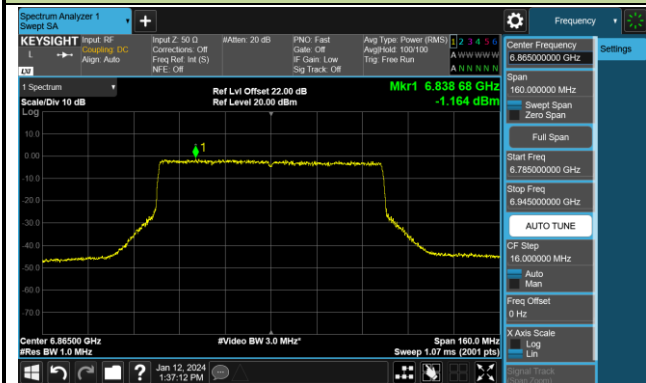 Spectrum Analyzer 1
Swept SA
Frequency
KEYSIGHT
L
LXI
Input: RF
Coupling: DC
Align: Auto
Input Z: 50 Ω
Corrections: Off
Freq Ref: Int (S)
NFE: Off
#Atten: 20 dB
PNO: Fast
Gate: Off
IF Gain: Low
Sig Track: Off
Avg Type: Power (RMS)
Avg|Hold: 100/100
Trig: Free Run
1 2 3 4 5 6
A W W W W W
A N N N N N
1 Spectrum
Scale/Div 10 dB
Log
Ref Lvl Offset 22.00 dB
Ref Level 20.00 dBm
Mkr1 6.838 68 GHz
-1.164 dBm
1
10.0
0.00
-10.0
-20.0
-30.0
-40.0
-50.0
-60.0
-70.0
Center 6.86500 GHz
#Res BW 1.0 MHz
#Video BW 3.0 MHz*
Span 160.0 MHz
Sweep 1.07 ms (2001 pts)
Center Frequency
6.865000000 GHz
Settings
Span
160.000000 MHz
Swept Span
Zero Span
Full Span
Start Freq
6.785000000 GHz
Stop Freq
6.945000000 GHz
AUTO TUNE
CF Step
16.000000 MHz
Auto
Man
Freq Offset
0 Hz
X Axis Scale
Log
Lin
Signal Track
(Span Zoom)
?
Jan 12, 2024
1:37:12 PM